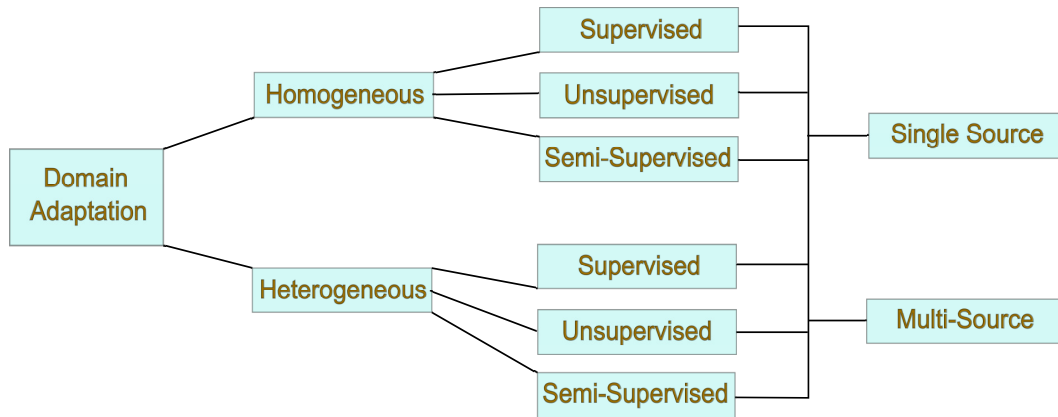 Domain
Adaptation
Homogeneous
Heterogeneous
Supervised
Unsupervised
Semi-Supervised
Supervised
Unsupervised
Semi-Supervised
Single Source
Multi-Source